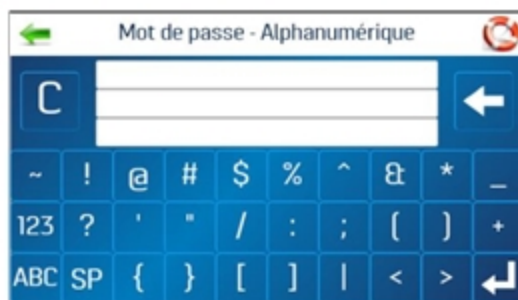 Mot de passe - Alphanumérique
C
~ ! @ # $ % ^ & * _
123 ? ' " / : ; ( ) +
ABC SP { } [ ] | < >